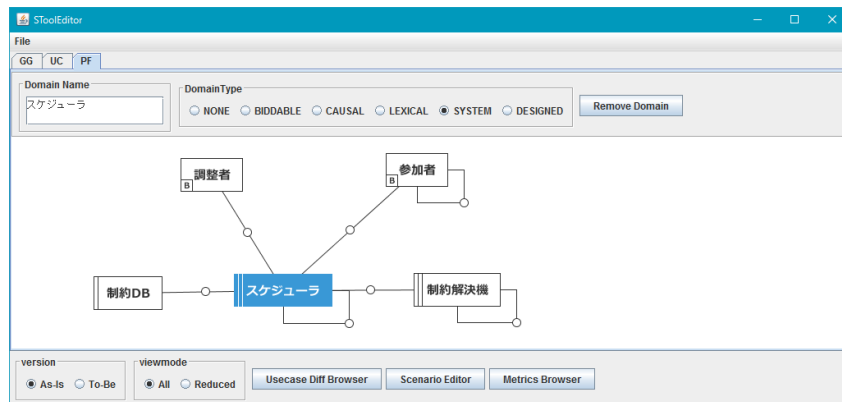 SToolEditor
File
GG UC PF
Domain Name
スケジューラ
DomainType
NONE BIDDABLE CAUSAL LEXICAL SYSTEM DESIGNED
Remove Domain
調整者
B
参加者
B
制約DB
スケジューラ
制約解決機
version
As-Is To-Be
viewmode
All Reduced
Usecase Diff Browser
Scenario Editor
Metrics Browser